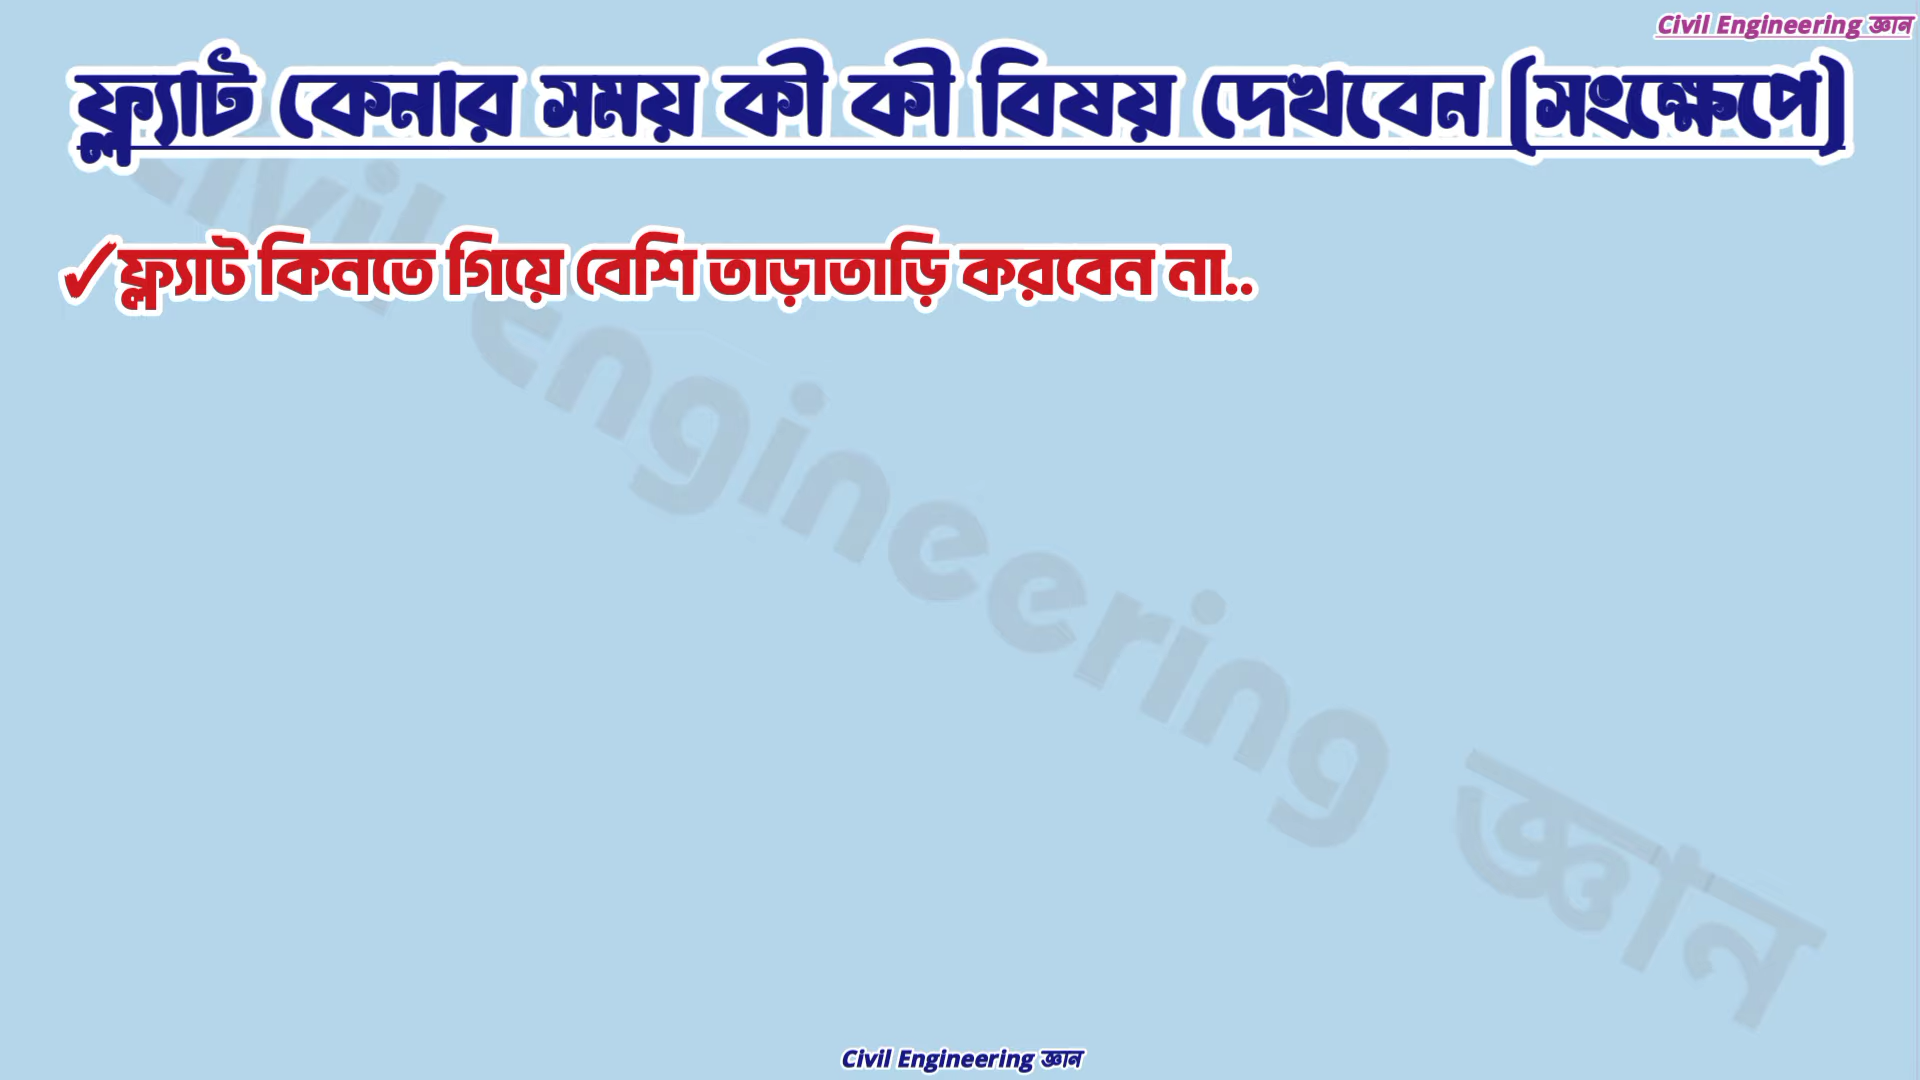 Civil Engineering জ্ঞান
ফ্ল্যাট কেনার সময় কী কী বিষয় দেখবেন (সংক্ষেপে)
✓ফ্ল্যাট কিনতে গিয়ে বেশি তাড়াতাড়ি করবেন না..
Civil Engineering জ্ঞান
Civil Engineering জ্ঞান